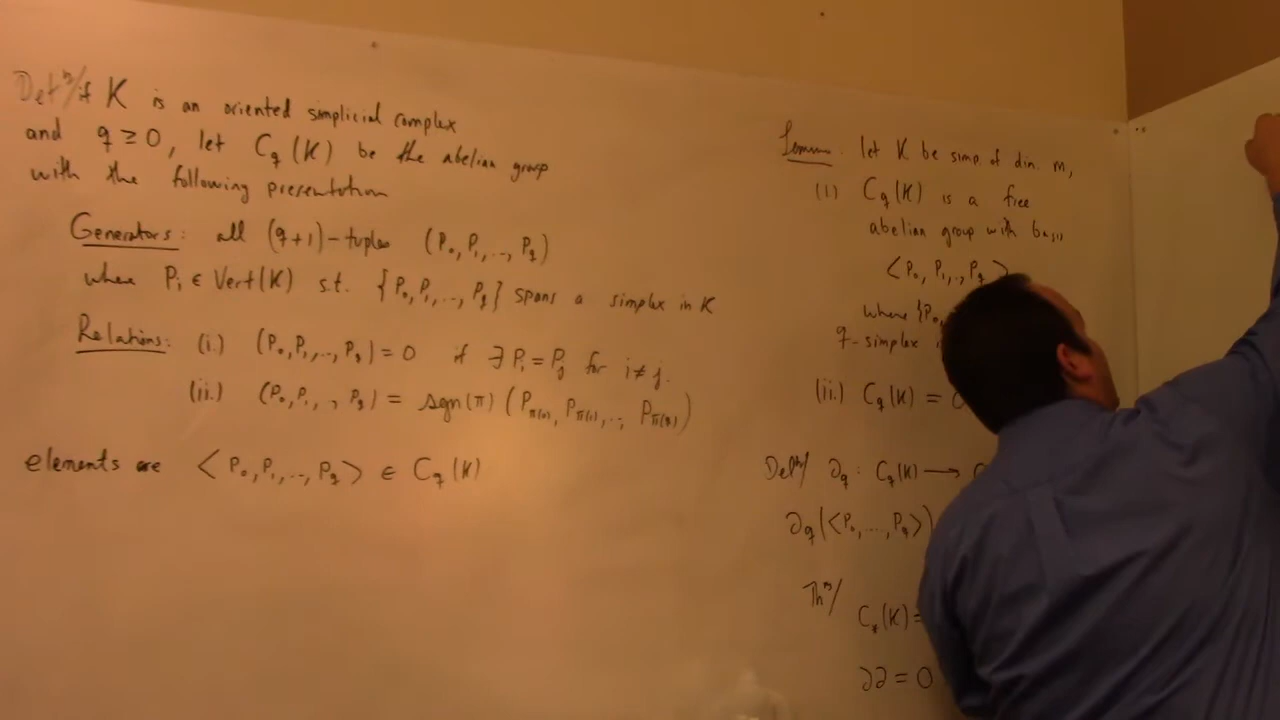 Defⁿ/ if K is an oriented simplicial complex
and q ≥ 0, let C_q(K) be the abelian group
with the following presentation
Generators: all (q+1)-tuples (P₀, P₁, .., P_q)
where Pᵢ ∈ Vert(K) s.t. {P₀, P₁, .., P_q} spans a simplex in K
Relations: (i.) (P₀, P₁, .., P_q) = 0 if ∃ Pᵢ = Pⱼ for i ≠ j.
(ii.) (P₀, P₁, .., P_q) = sgn(π) (P_π(0), P_π(1), .., P_π(q))
elements are <P₀, P₁, .., P_q> ∈ C_q(K)
Lemma. let K be simp. of dim. m,
(i) C_q(K) is a free
abelian group with basis
<P₀, P₁, .., P_q>
where {P₀,
q-simplex
(ii.) C_q(K) = 0
Defⁿ/ ∂_q : C_q(K) ⟶
∂_q(<P₀, ..., P_q>)
Thᵐ/
C_*(K) =
∂∂ = 0